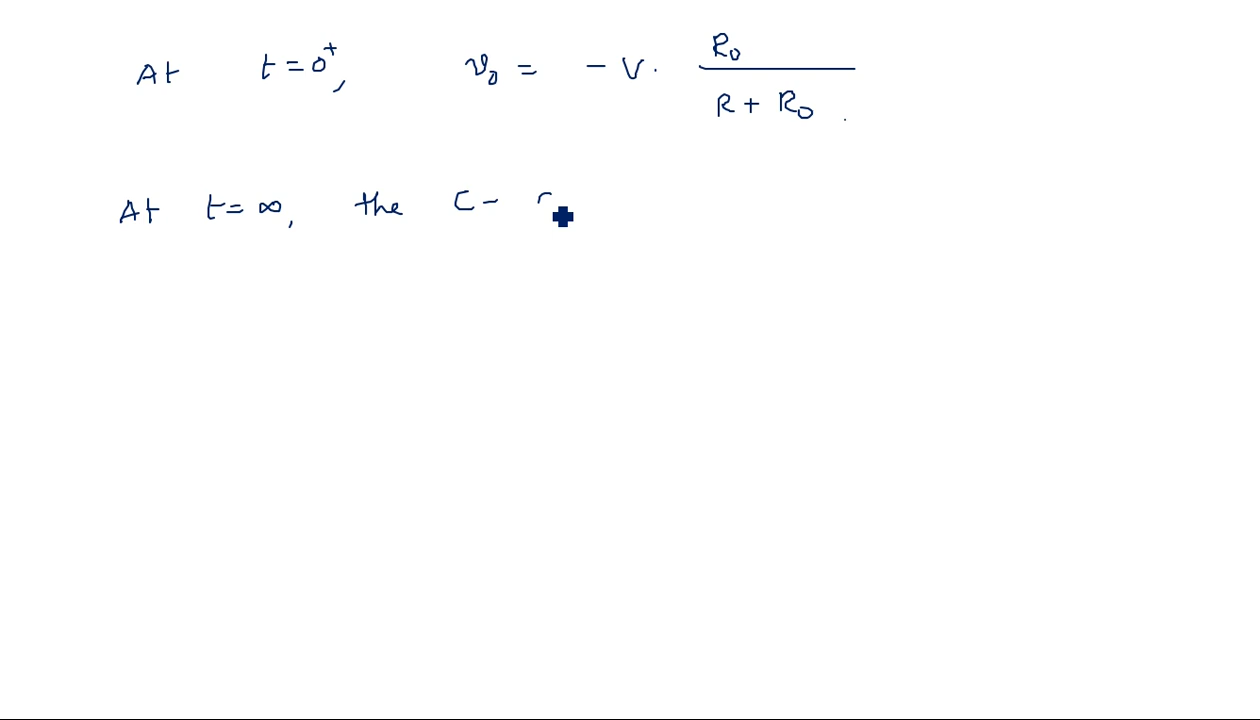 At t = 0⁺, v₀ = - V · R₀ / (R + R₀)
At t = ∞, the C -